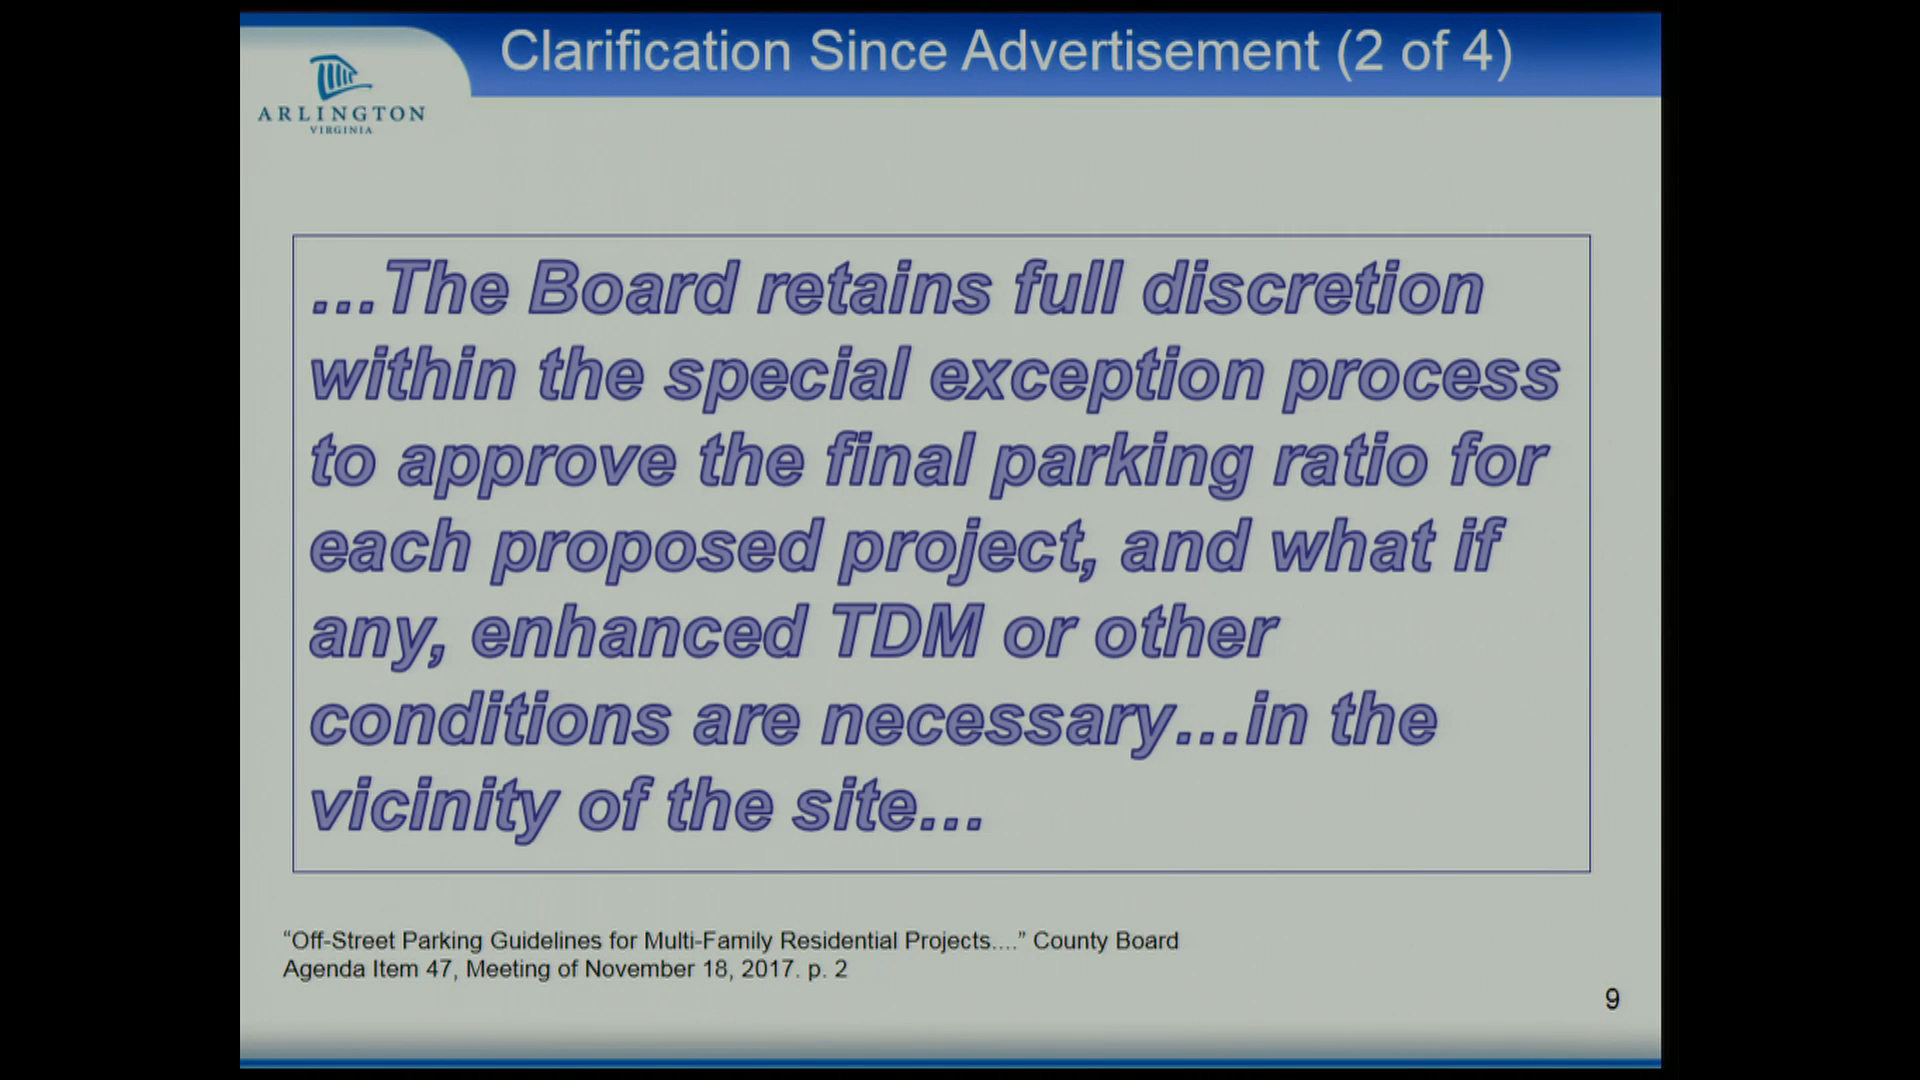 Clarification Since Advertisement (2 of 4)
ARLINGTON
VIRGINIA
...The Board retains full discretion
within the special exception process
to approve the final parking ratio for
each proposed project, and what if
any, enhanced TDM or other
conditions are necessary...in the
vicinity of the site...
“Off-Street Parking Guidelines for Multi-Family Residential Projects....” County Board
Agenda Item 47, Meeting of November 18, 2017. p. 2
9